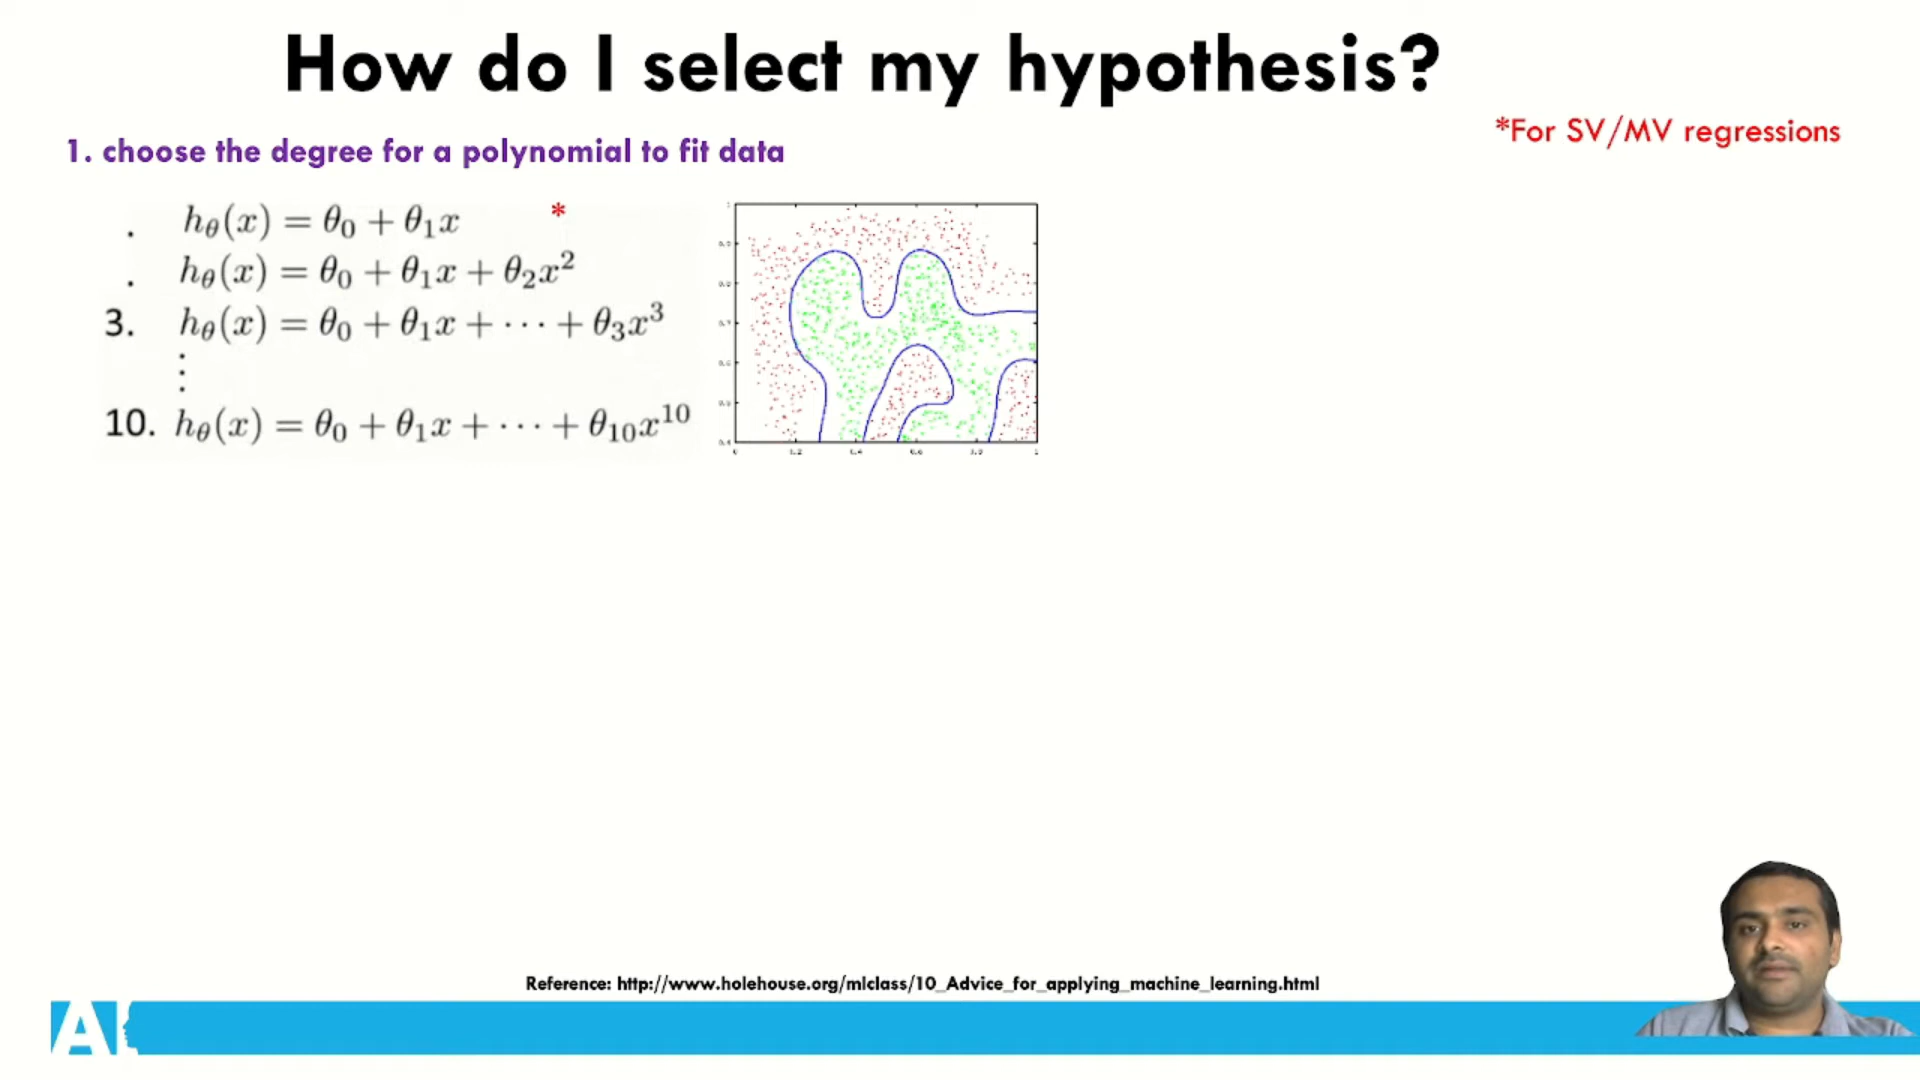 How do I select my hypothesis?
*For SV/MV regressions
1. choose the degree for a polynomial to fit data
. hθ(x) = θ₀ + θ₁x *
. hθ(x) = θ₀ + θ₁x + θ₂x²
3. hθ(x) = θ₀ + θ₁x + ··· + θ₃x³
⋮
10. hθ(x) = θ₀ + θ₁x + ··· + θ₁₀x¹⁰
Reference: http://www.holehouse.org/mlclass/10_Advice_for_applying_machine_learning.html